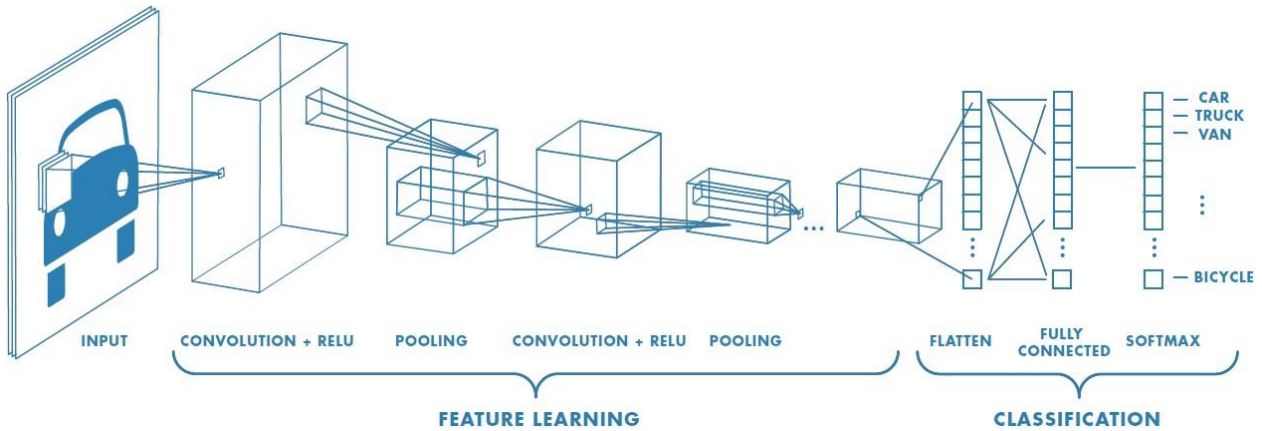 CAR
TRUCK
VAN
BICYCLE
INPUT
CONVOLUTION + RELU
POOLING
CONVOLUTION + RELU
POOLING
FLATTEN
FULLY
CONNECTED
SOFTMAX
FEATURE LEARNING
CLASSIFICATION